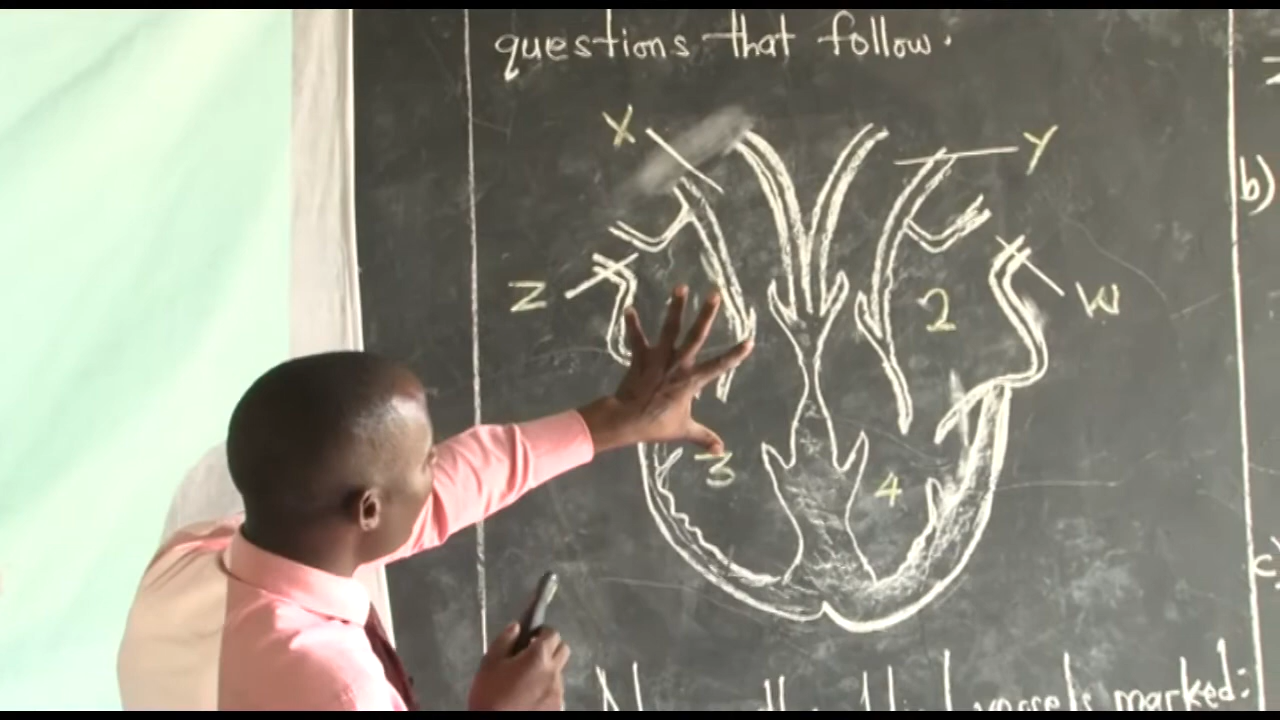 questions that follow.
X
Y
b)
Z
2
W
3
4
c)
vessels marked: